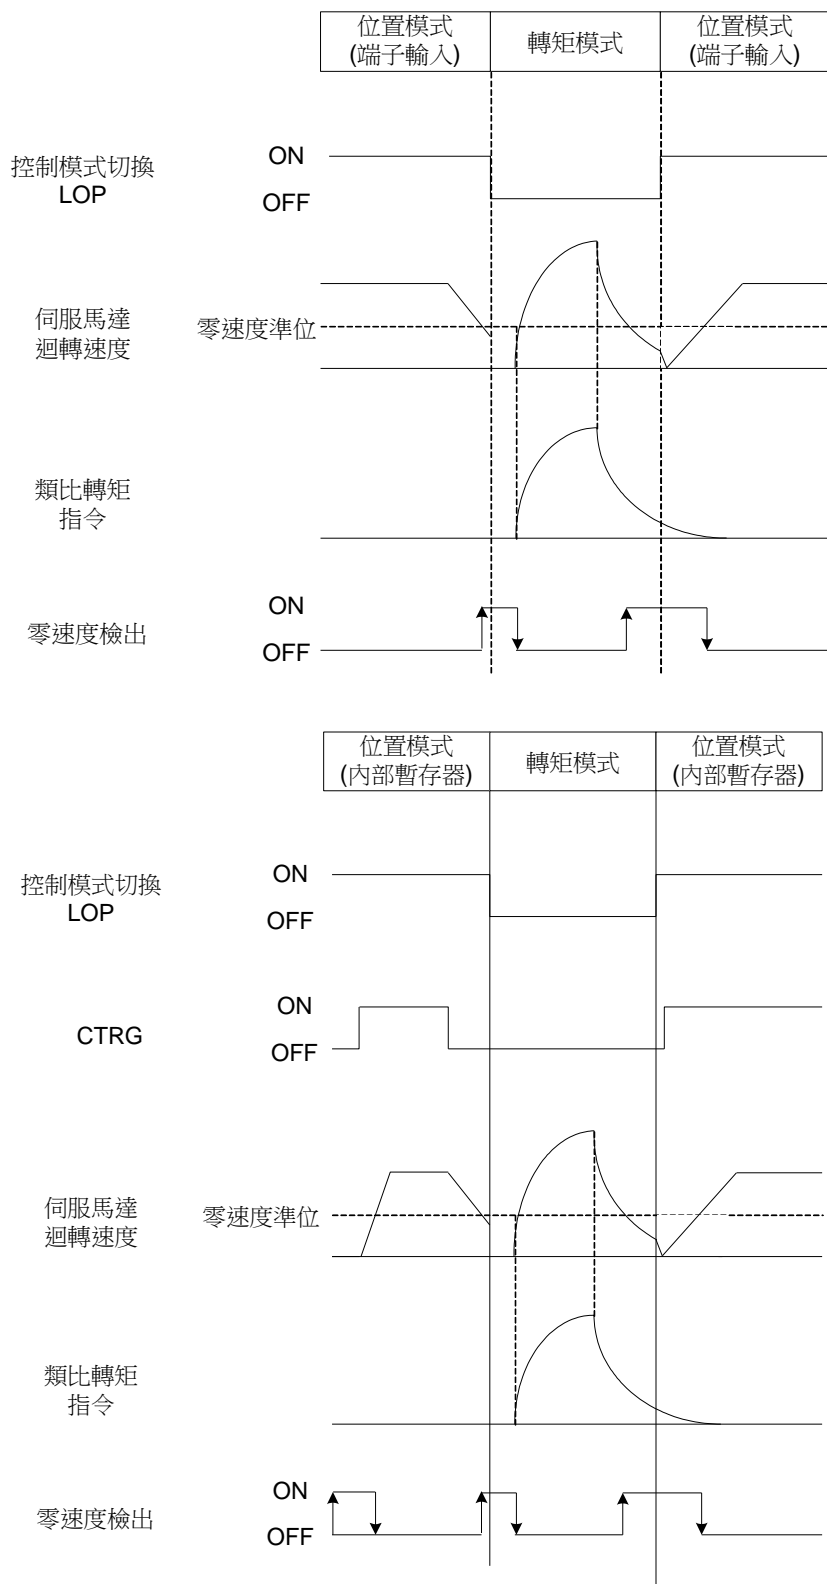 位置模式
(端子輸入)
轉矩模式
位置模式
(端子輸入)
控制模式切換
LOP
ON
OFF
伺服馬達
迴轉速度
零速度準位
類比轉矩
指令
零速度檢出
ON
OFF
位置模式
(內部暫存器)
轉矩模式
位置模式
(內部暫存器)
控制模式切換
LOP
ON
OFF
CTRG
ON
OFF
伺服馬達
迴轉速度
零速度準位
類比轉矩
指令
零速度檢出
ON
OFF